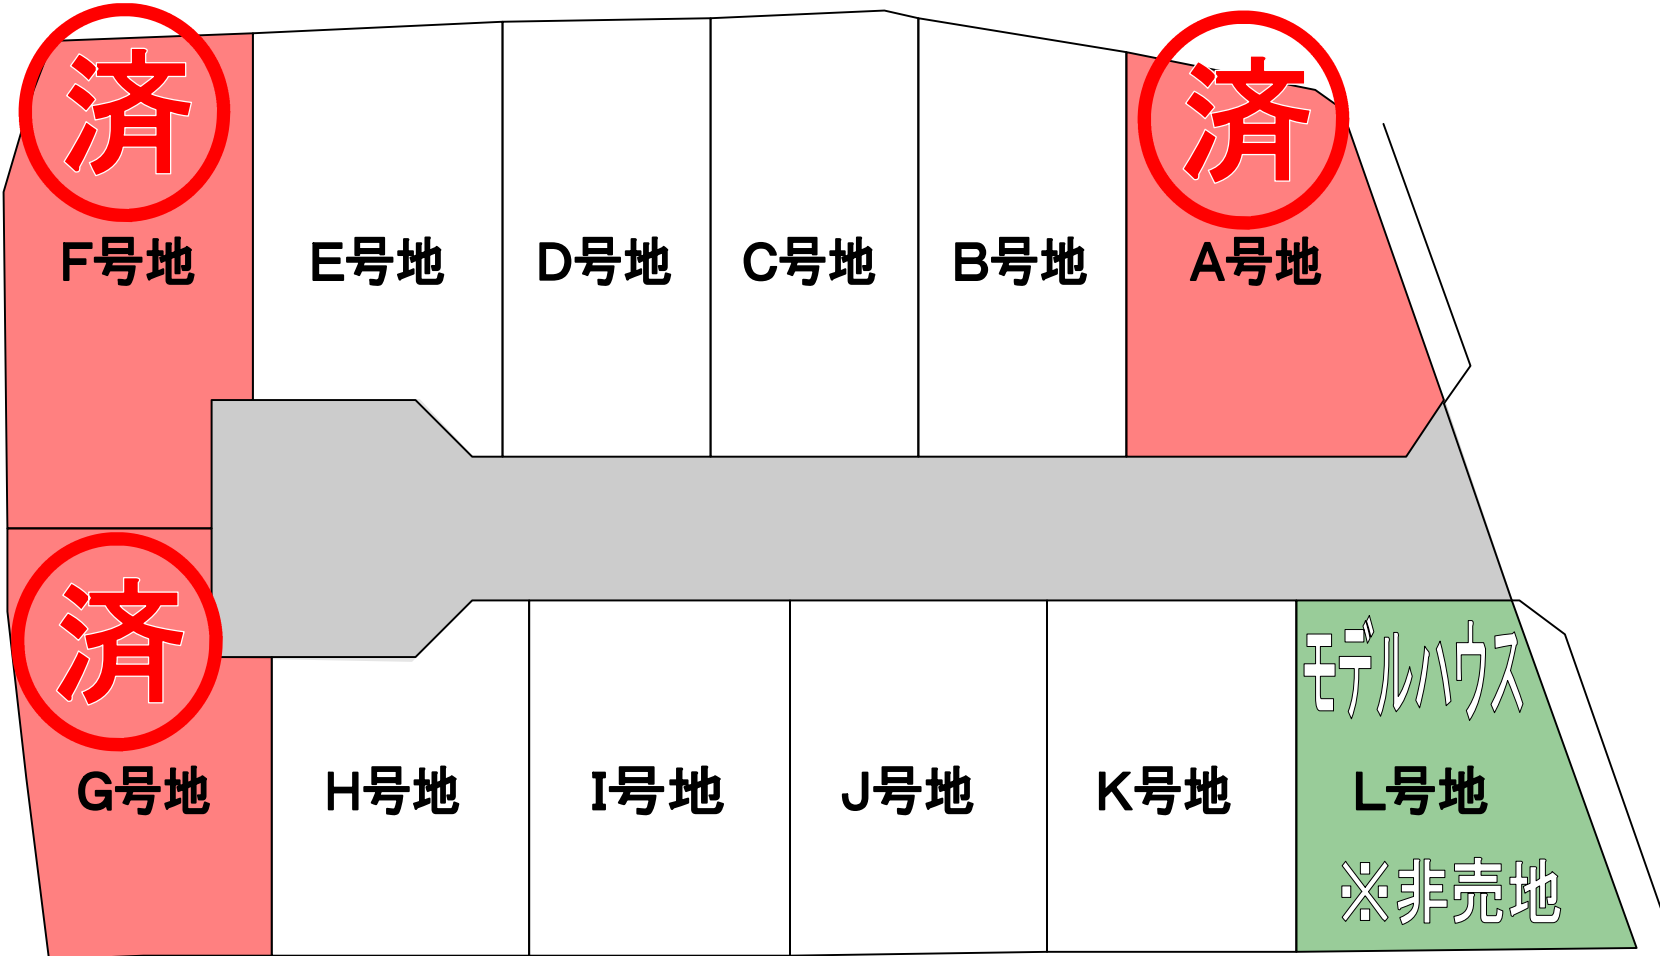 済
済
F号地
E号地
D号地
C号地
B号地
A号地
済
モデルハウス
G号地
H号地
I号地
J号地
K号地
L号地
※非売地